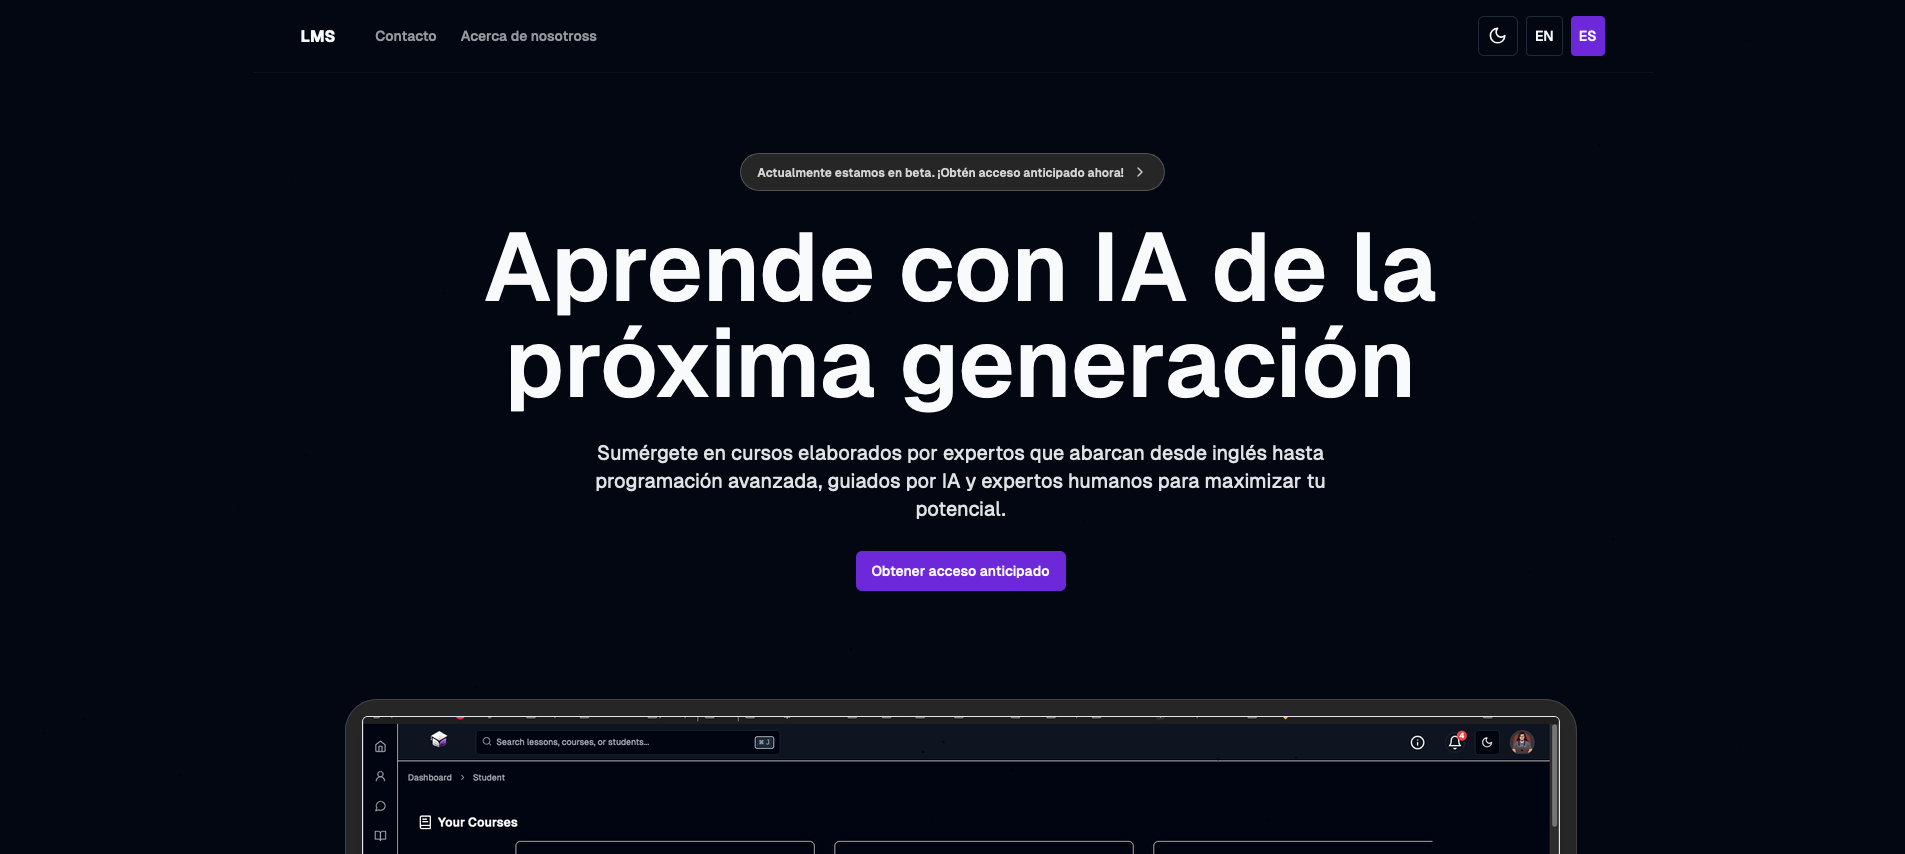 LMS
Contacto
Acerca de nosotross
EN
ES
Actualmente estamos en beta. ¡Obtén acceso anticipado ahora!
Aprende con IA de la
próxima generación
Sumérgete en cursos elaborados por expertos que abarcan desde inglés hasta
programación avanzada, guiados por IA y expertos humanos para maximizar tu
potencial.
Obtener acceso anticipado
Search lessons, courses, or students...
⌘ J
4
Dashboard > Student
Your Courses